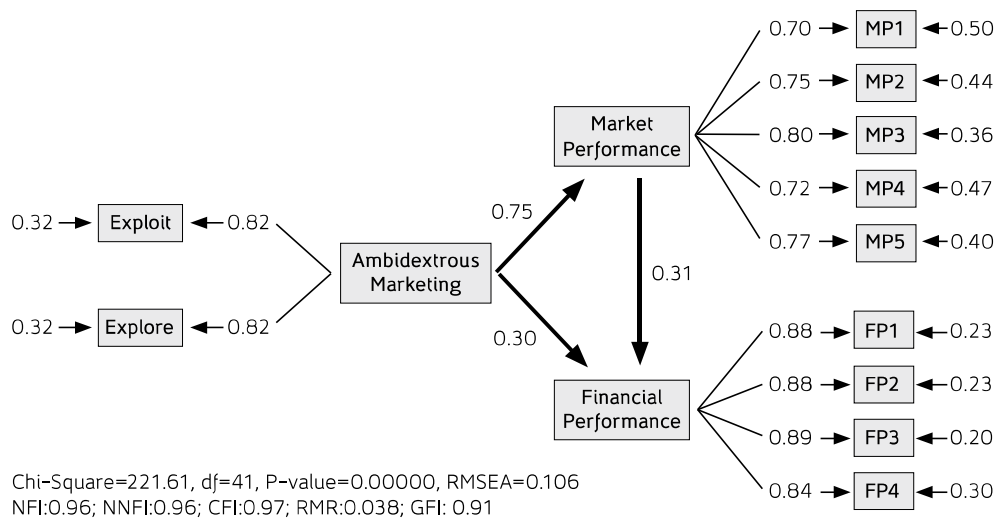 0.70 MP1 0.50
0.75 MP2 0.44
Market
Performance
0.80 MP3 0.36
0.72 MP4 0.47
0.77 MP5 0.40
0.32 Exploit 0.82
0.75
Ambidextrous
Marketing
0.31
0.32 Explore 0.82
0.30
0.88 FP1 0.23
0.88 FP2 0.23
Financial
Performance
0.89 FP3 0.20
0.84 FP4 0.30
Chi-Square=221.61, df=41, P-value=0.00000, RMSEA=0.106
NFI:0.96; NNFI:0.96; CFI:0.97; RMR:0.038; GFI: 0.91